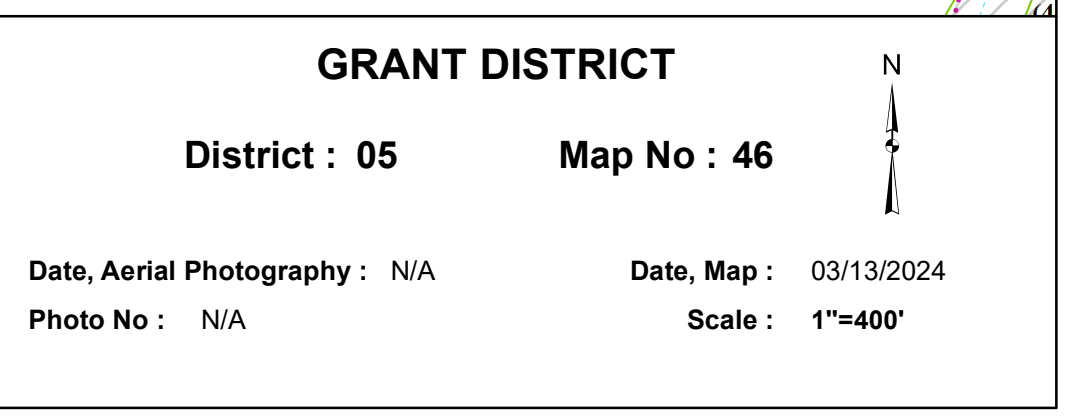 GRANT DISTRICT
N
District : 05 Map No : 46
Date, Aerial Photography : N/A Date, Map : 03/13/2024
Photo No : N/A Scale : 1"=400'